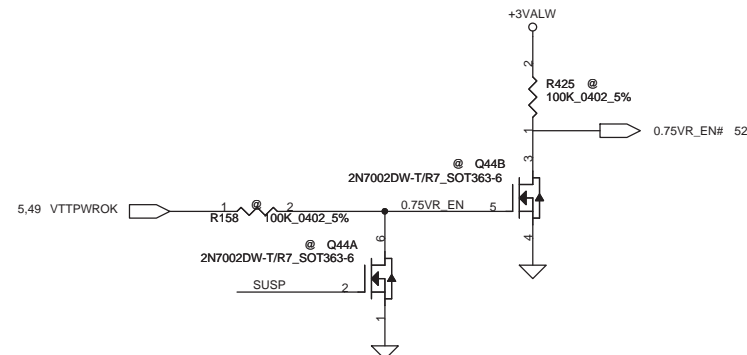 +3VALW
2
R425 @
100K_0402_5%
1
0.75VR_EN# 52
3
@ Q44B
2N7002DW-T/R7_SOT363-6
5,49 VTTPWROK
1 @ 2
R158 100K_0402_5%
0.75VR_EN 5
4
6
@ Q44A
2N7002DW-T/R7_SOT363-6
SUSP 2
1